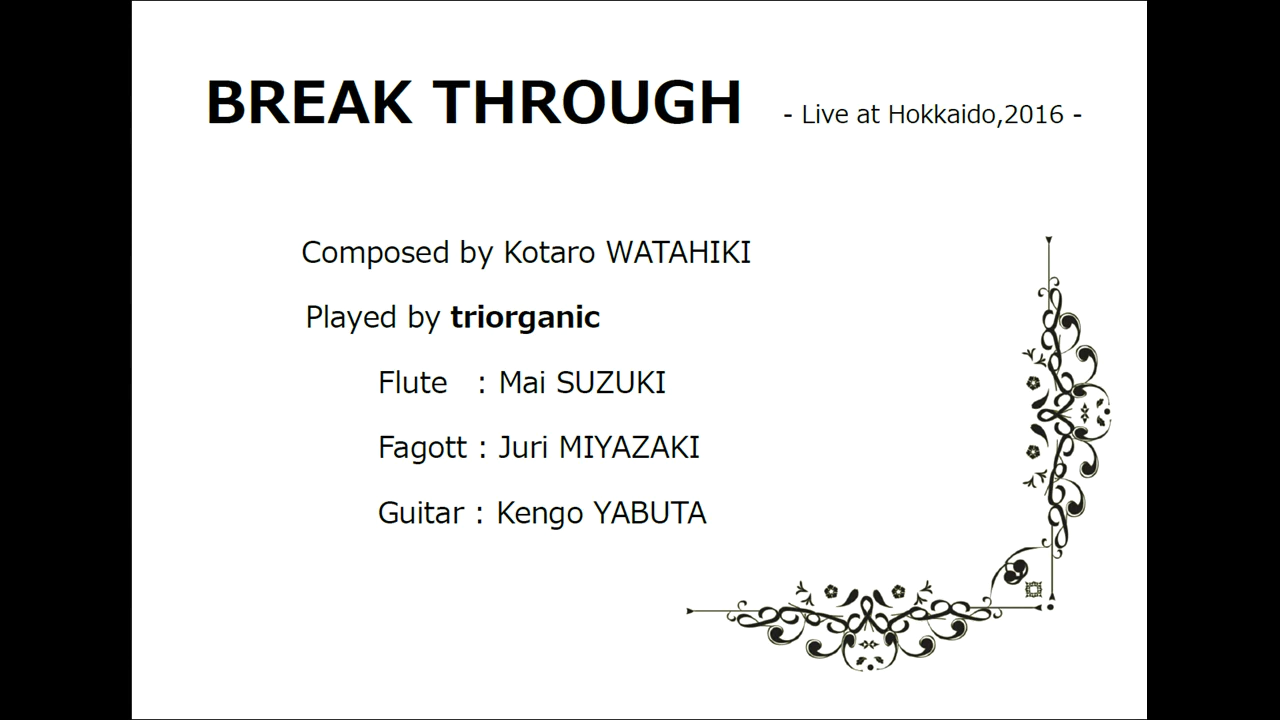 BREAK THROUGH - Live at Hokkaido,2016 -
Composed by Kotaro WATAHIKI
Played by triorganic
Flute : Mai SUZUKI
Fagott : Juri MIYAZAKI
Guitar : Kengo YABUTA